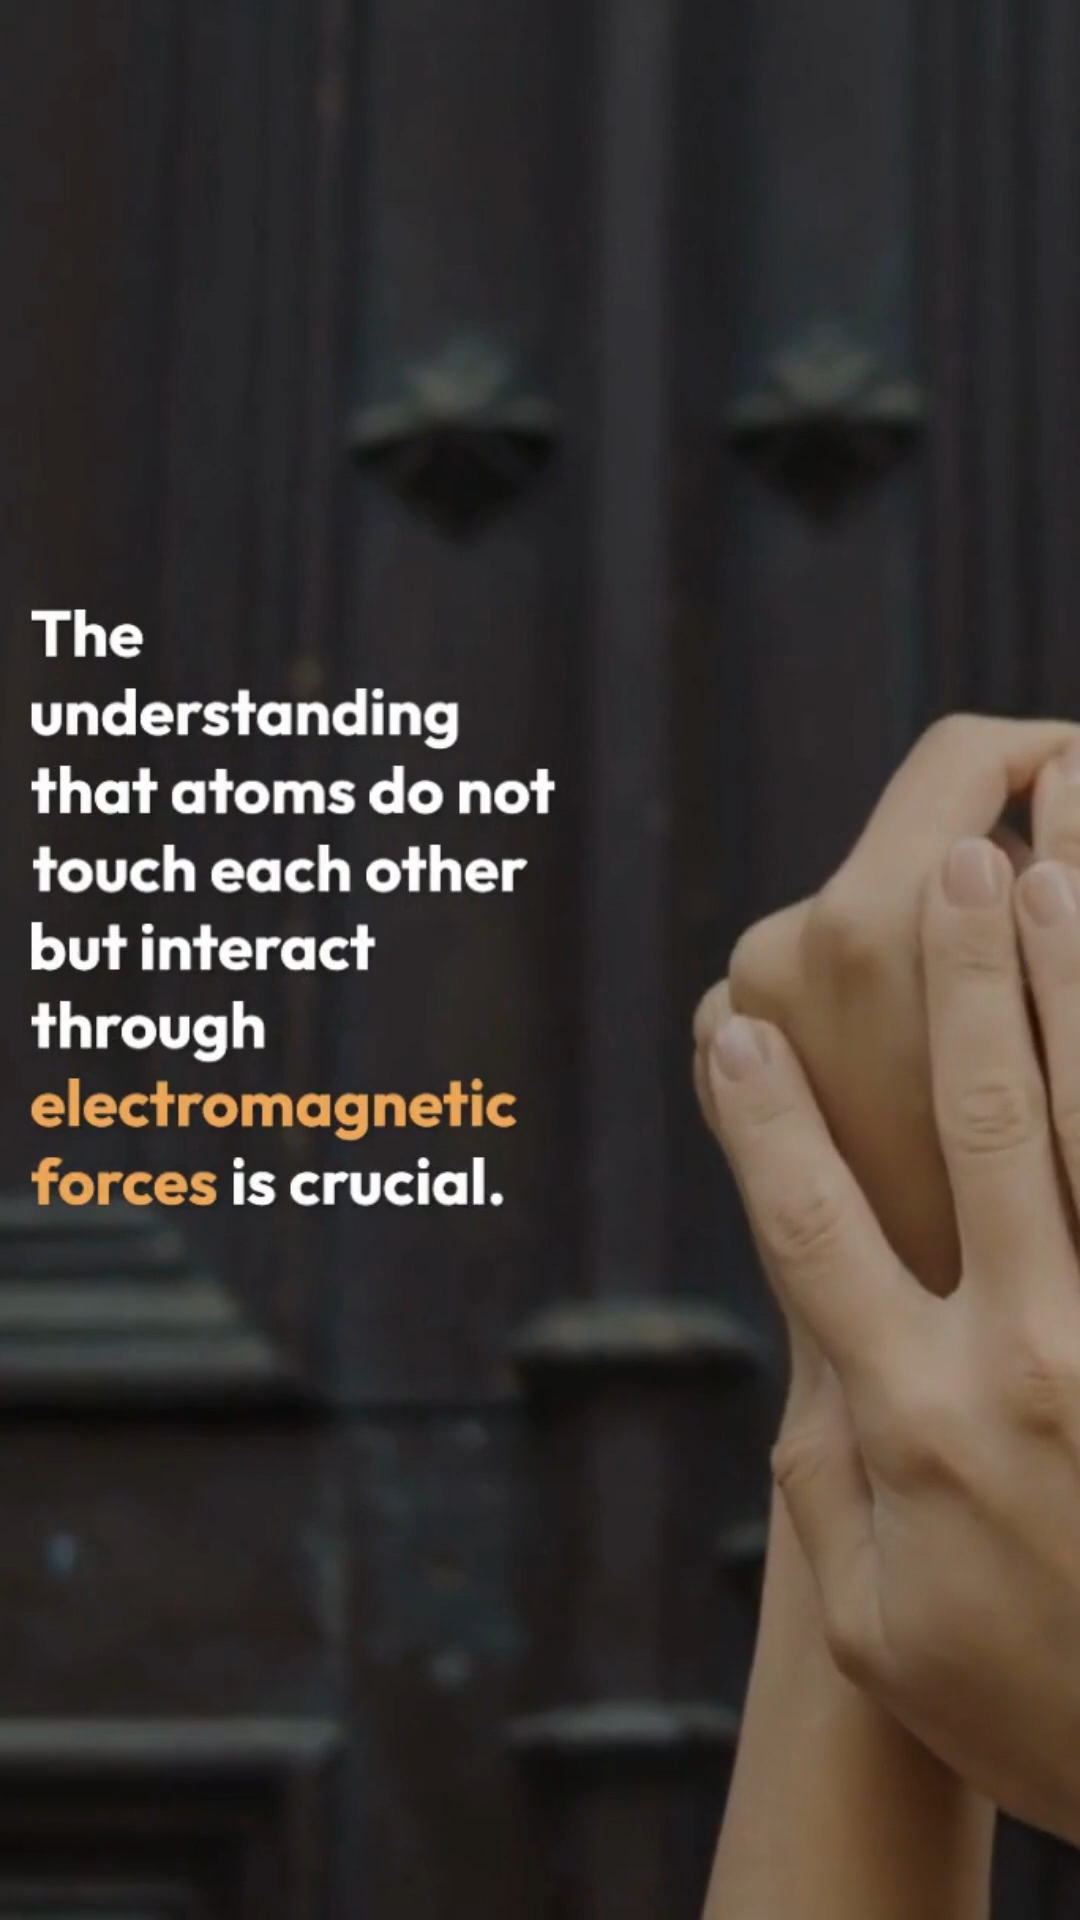 The
understanding
that atoms do not
touch each other
but interact
through
electromagnetic
forces is crucial.